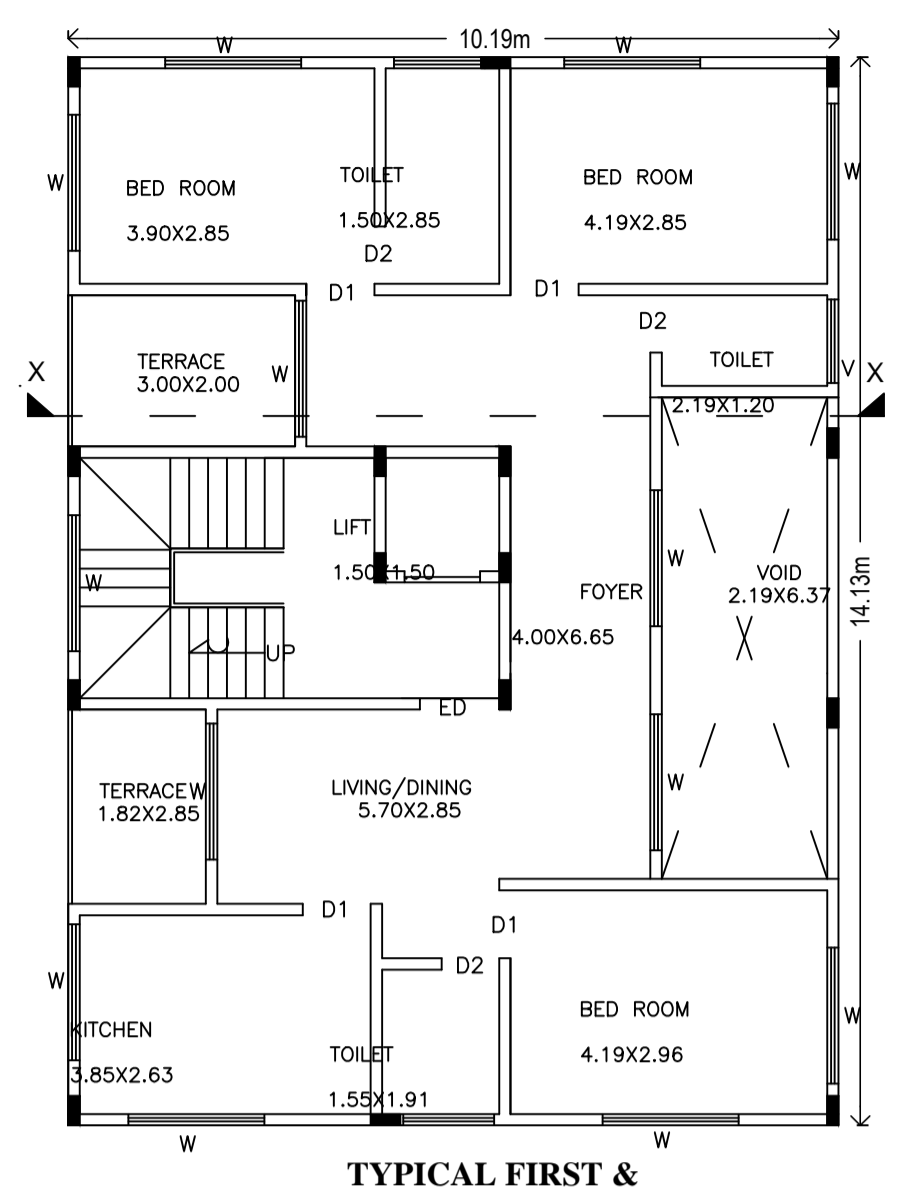 10.19m
W
W
W
BED ROOM
3.90X2.85
TOILET
1.50X2.85
D2
BED ROOM
4.19X2.85
W
D1
D1
D2
TERRACE
3.00X2.00
W
TOILET
2.19X1.20
V
X
X
LIFT
1.50X1.50
W
UP
FOYER
4.00X6.65
W
VOID
2.19X6.37
14.13m
ED
TERRACE
1.82X2.85
W
LIVING/DINING
5.70X2.85
W
D1
D1
D2
W
KITCHEN
3.85X2.63
TOILET
1.55X1.91
BED ROOM
4.19X2.96
W
W
W
TYPICAL FIRST &